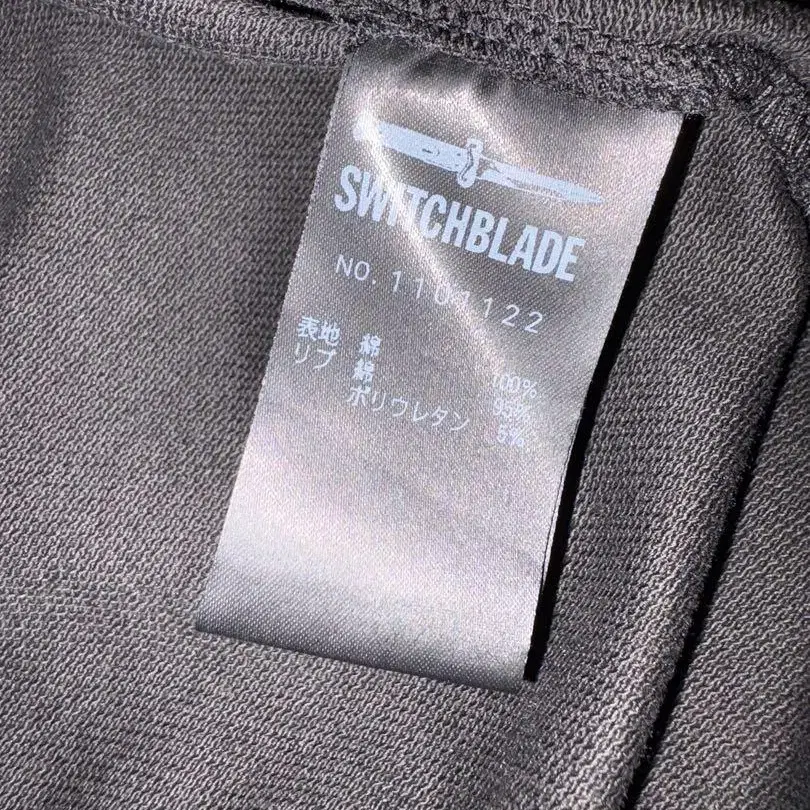 SWITCHBLADE
NO. 1101122
表地 綿 100%
リブ 綿 95%
ポリウレタン 5%